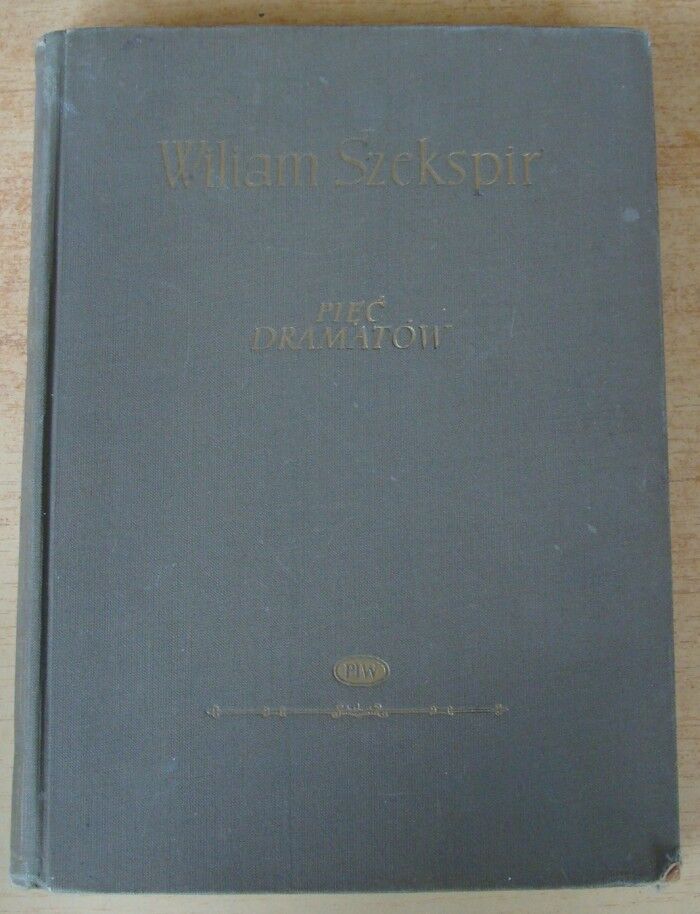 Wiliam Szekspir
PIĘĆ
DRAMATÓW
PIW